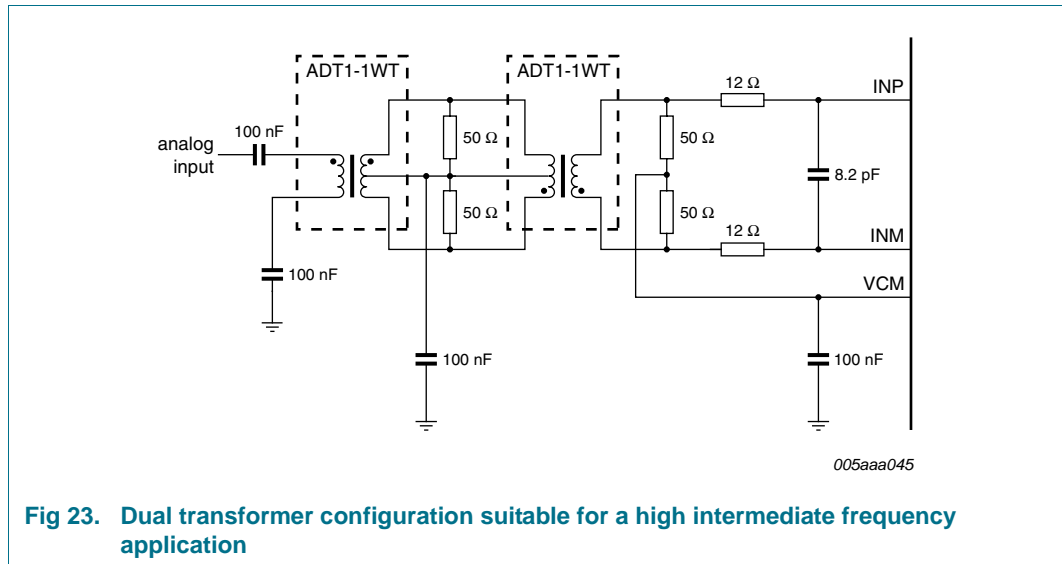 ADT1-1WT
ADT1-1WT
12 Ω
INP
analog
input
100 nF
50 Ω
50 Ω
8.2 pF
50 Ω
50 Ω
12 Ω
INM
100 nF
VCM
100 nF
100 nF
005aaa045
Fig 23. Dual transformer configuration suitable for a high intermediate frequency
application